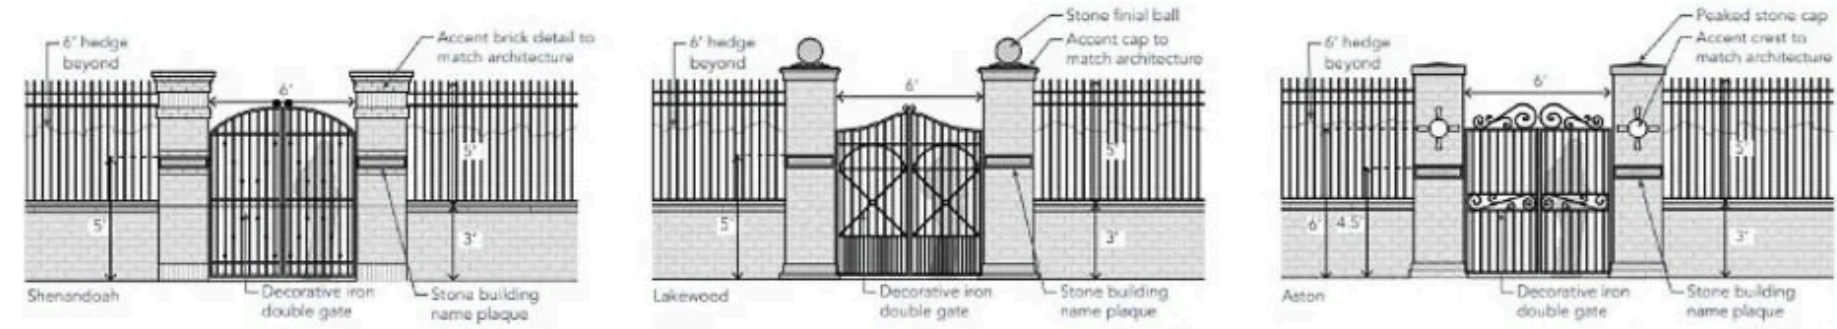 6' hedge
beyond
Accent brick detail to
match architecture
6'
5'
5'
3'
Shenandoah
Decorative iron
double gate
Stone building
name plaque
6' hedge
beyond
Stone finial ball
Accent cap to
match architecture
6'
5'
5'
3'
Lakewood
Decorative iron
double gate
Stone building
name plaque
6' hedge
beyond
Peaked stone cap
Accent crest to
match architecture
6'
5'
6'
4.5'
3'
Aston
Decorative iron
double gate
Stone building
name plaque